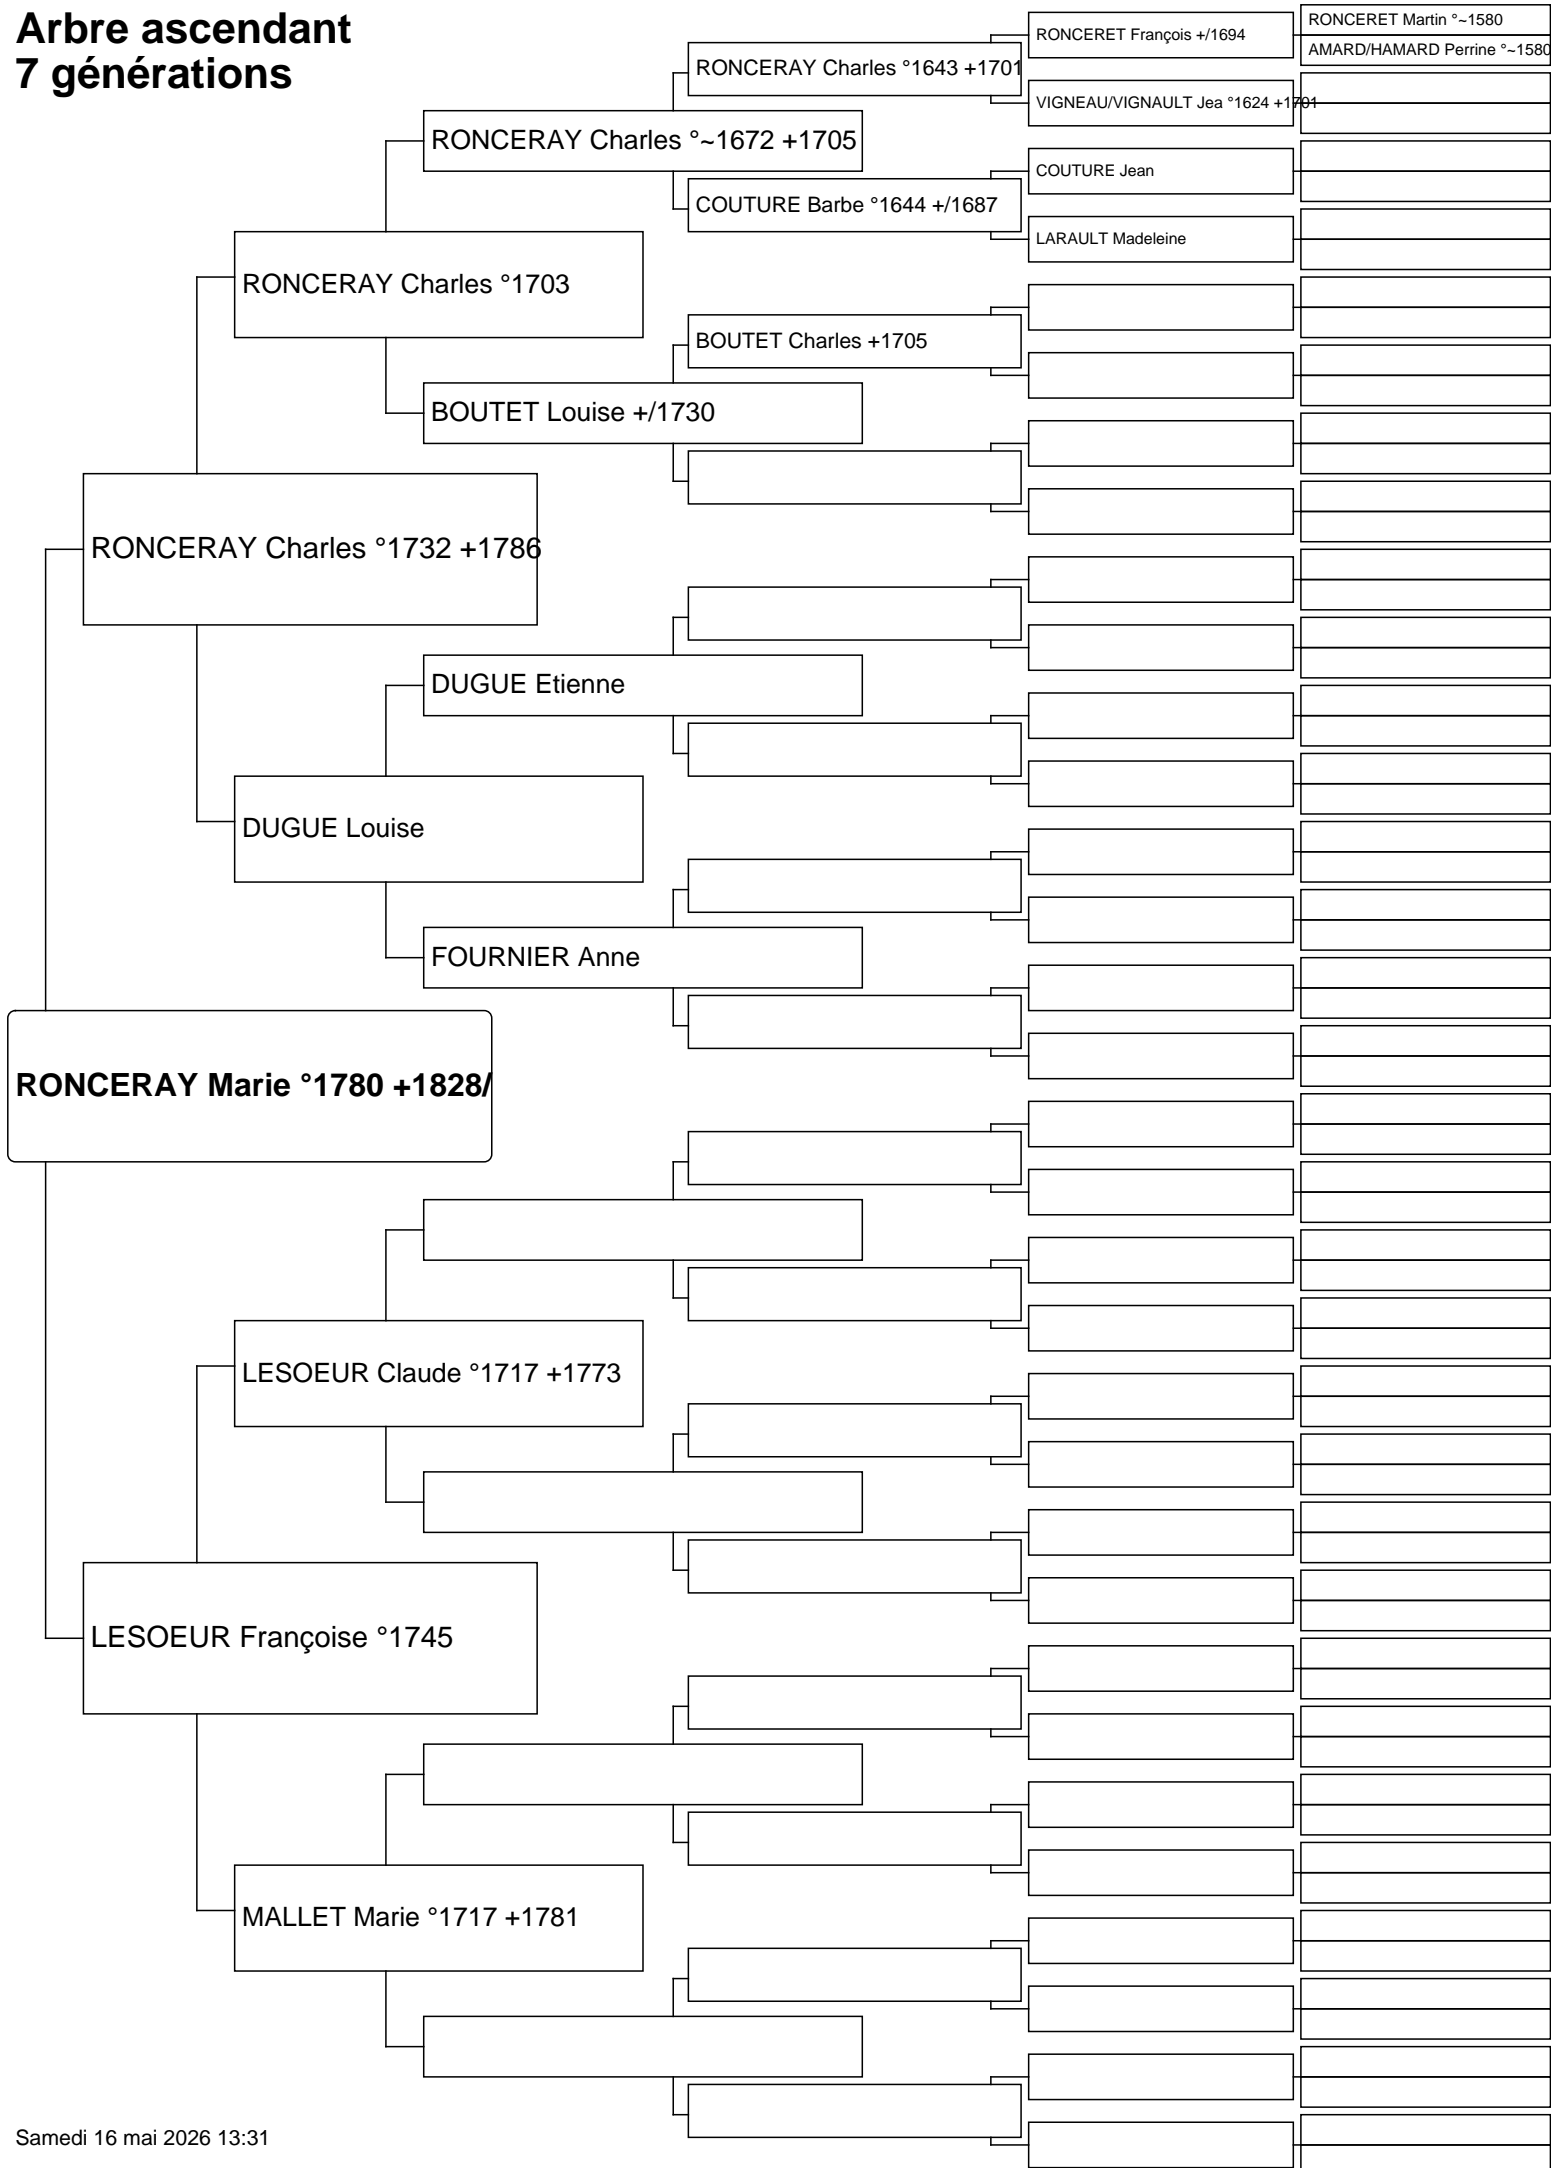 Arbre ascendant
7 générations
RONCERET François +/1694
RONCERET Martin °~1580
AMARD/HAMARD Perrine °~1580
RONCERAY Charles °1643 +1701
VIGNEAU/VIGNAULT Jea °1624 +1701
RONCERAY Charles °~1672 +1705
COUTURE Jean
COUTURE Barbe °1644 +/1687
LARAULT Madeleine
RONCERAY Charles °1703
BOUTET Charles +1705
BOUTET Louise +/1730
RONCERAY Charles °1732 +1786
DUGUE Etienne
DUGUE Louise
FOURNIER Anne
RONCERAY Marie °1780 +1828/
LESOEUR Claude °1717 +1773
LESOEUR Françoise °1745
MALLET Marie °1717 +1781
Samedi 16 mai 2026 13:31